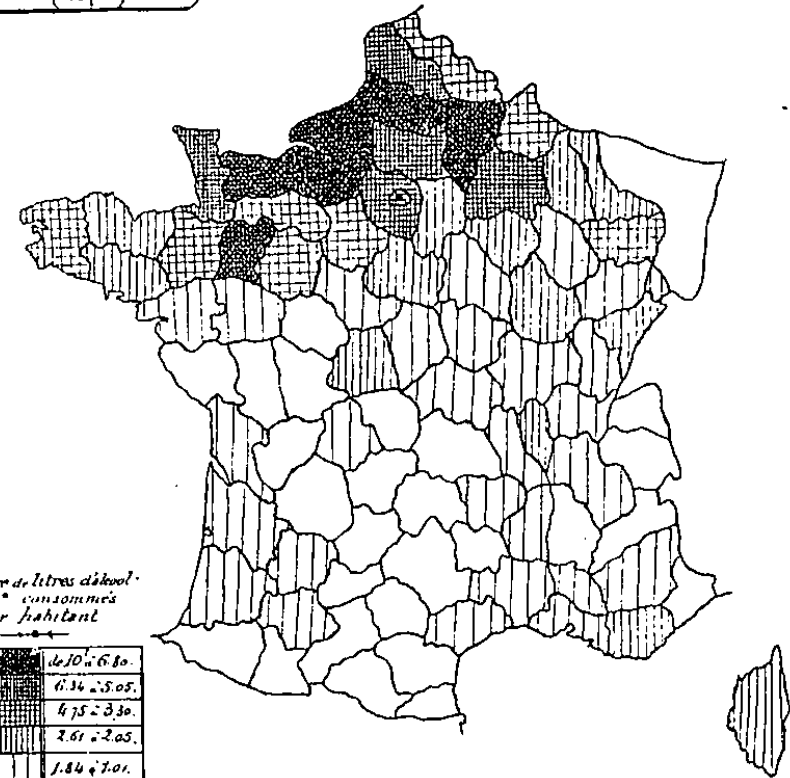 de litres d'alcool
consommés
habitant
de 10 à 6.80.
6.34 à 5.05.
4.75 à 3.30.
2.61 à 2.05.
1.84 à 1.01.